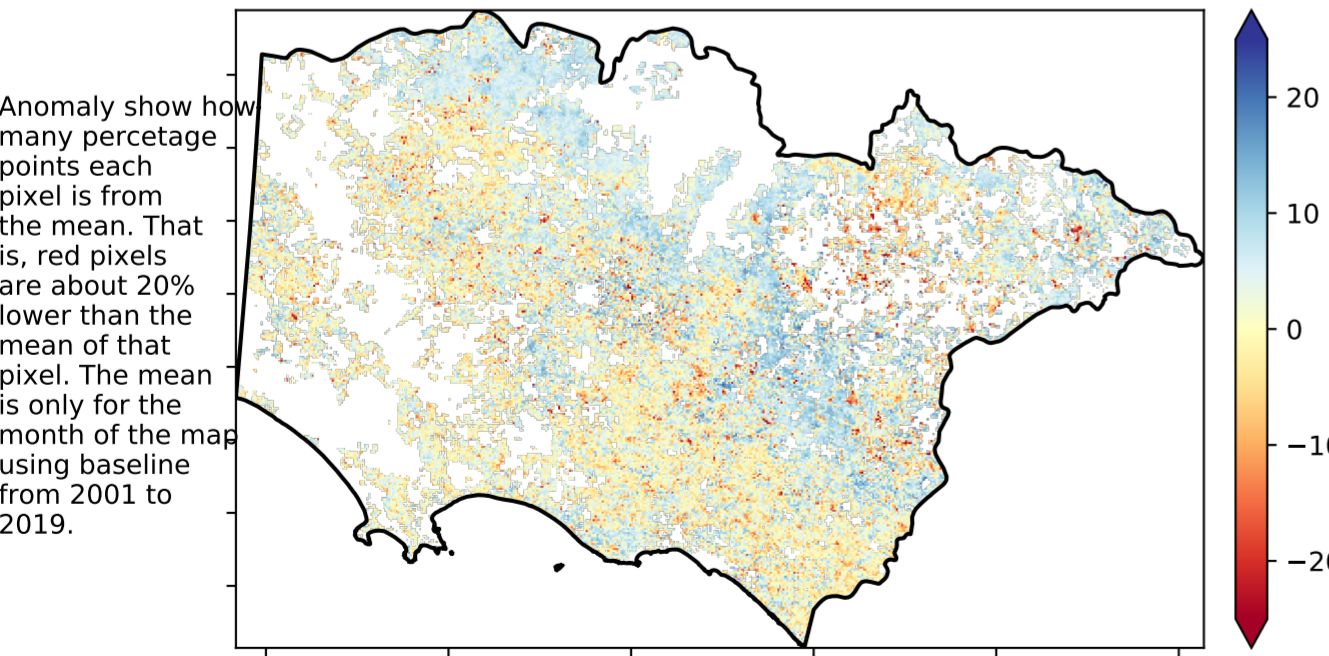 Anomaly show how
many percetage
points each
pixel is from
the mean. That
is, red pixels
are about 20%
lower than the
mean of that
pixel. The mean
is only for the
month of the map
using baseline
from 2001 to
2019.
20
10
0
−10
−20